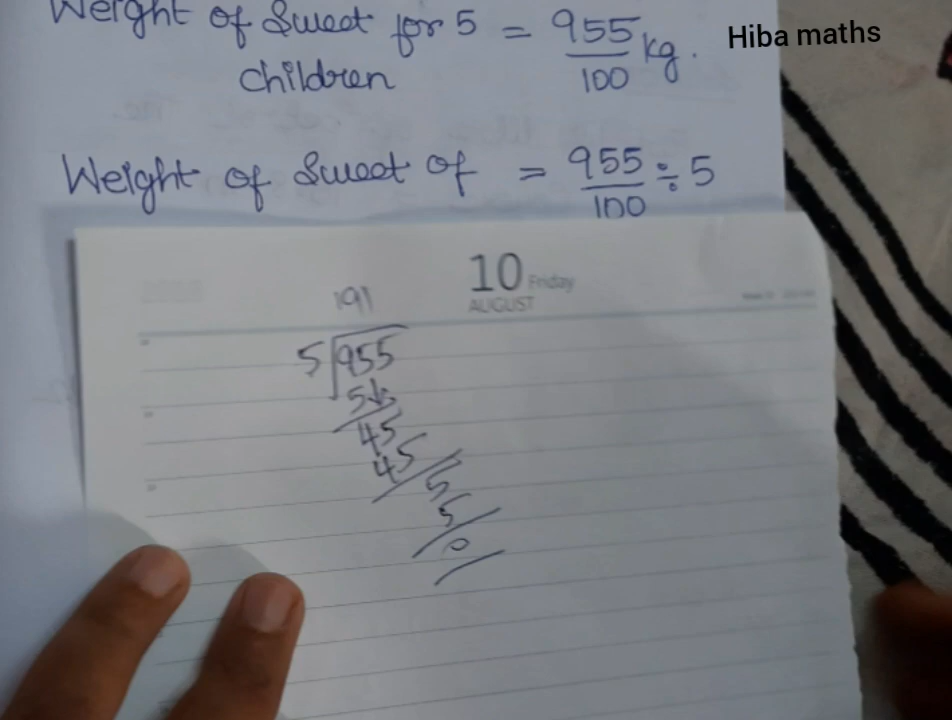 Weight of Sweet for 5 = 955/100 kg.
children
Hiba maths
Weight of Sweet of = 955/100 ÷ 5
10 Friday
AUGUST
191
5 955
5
45
45
5
5
0